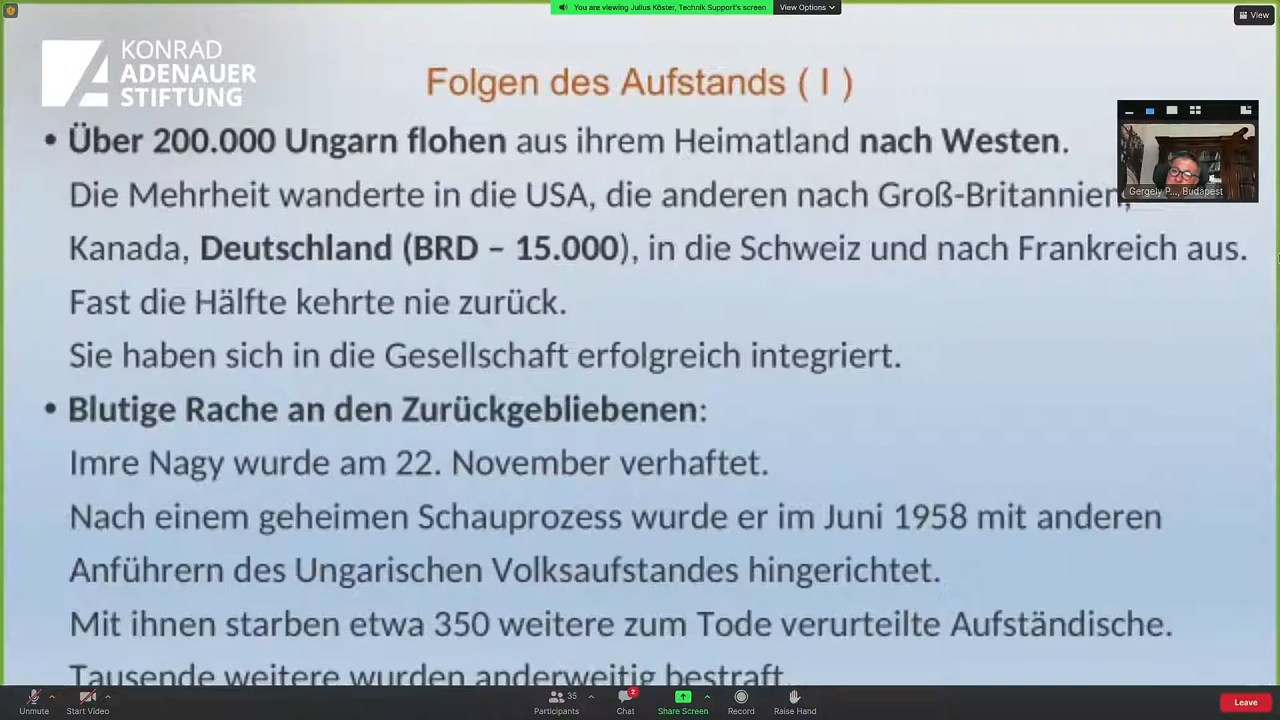 You are viewing Julius Köster, Technik Support's screen
View Options
View
KONRAD
ADENAUER
STIFTUNG
Folgen des Aufstands ( I )
• Über 200.000 Ungarn flohen aus ihrem Heimatland nach Westen.
Die Mehrheit wanderte in die USA, die anderen nach Groß-Britannien,
Kanada, Deutschland (BRD – 15.000), in die Schweiz und nach Frankreich aus.
Fast die Hälfte kehrte nie zurück.
Sie haben sich in die Gesellschaft erfolgreich integriert.
• Blutige Rache an den Zurückgebliebenen:
Imre Nagy wurde am 22. November verhaftet.
Nach einem geheimen Schauprozess wurde er im Juni 1958 mit anderen
Anführern des Ungarischen Volksaufstandes hingerichtet.
Mit ihnen starben etwa 350 weitere zum Tode verurteilte Aufständische.
Tausende weitere wurden anderweitig bestraft.
Gergely P..., Budapest
Unmute
Start Video
35
Participants
2
Chat
Share Screen
Record
Raise Hand
Leave